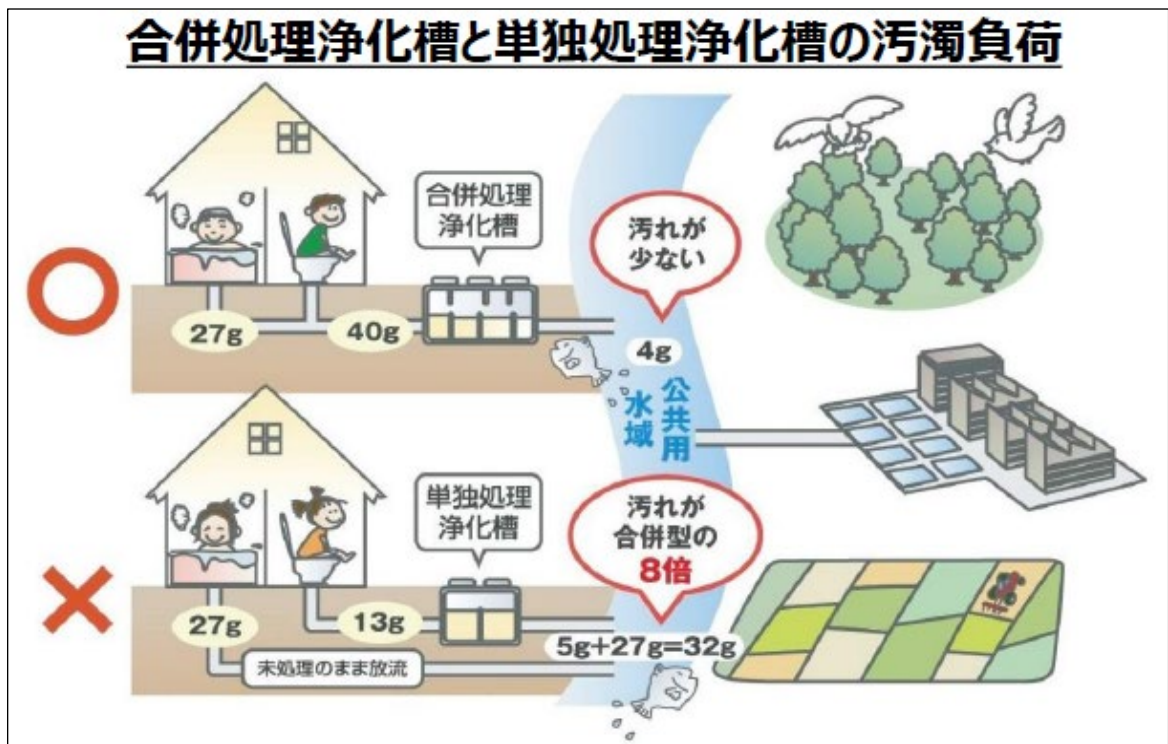 合併処理浄化槽と単独処理浄化槽の汚濁負荷
合併処理
浄化槽
汚れが
少ない
27g
40g
4g
公共用
水域
単独処理
浄化槽
汚れが
合併型の
8倍
27g
13g
5g+27g=32g
未処理のまま放流